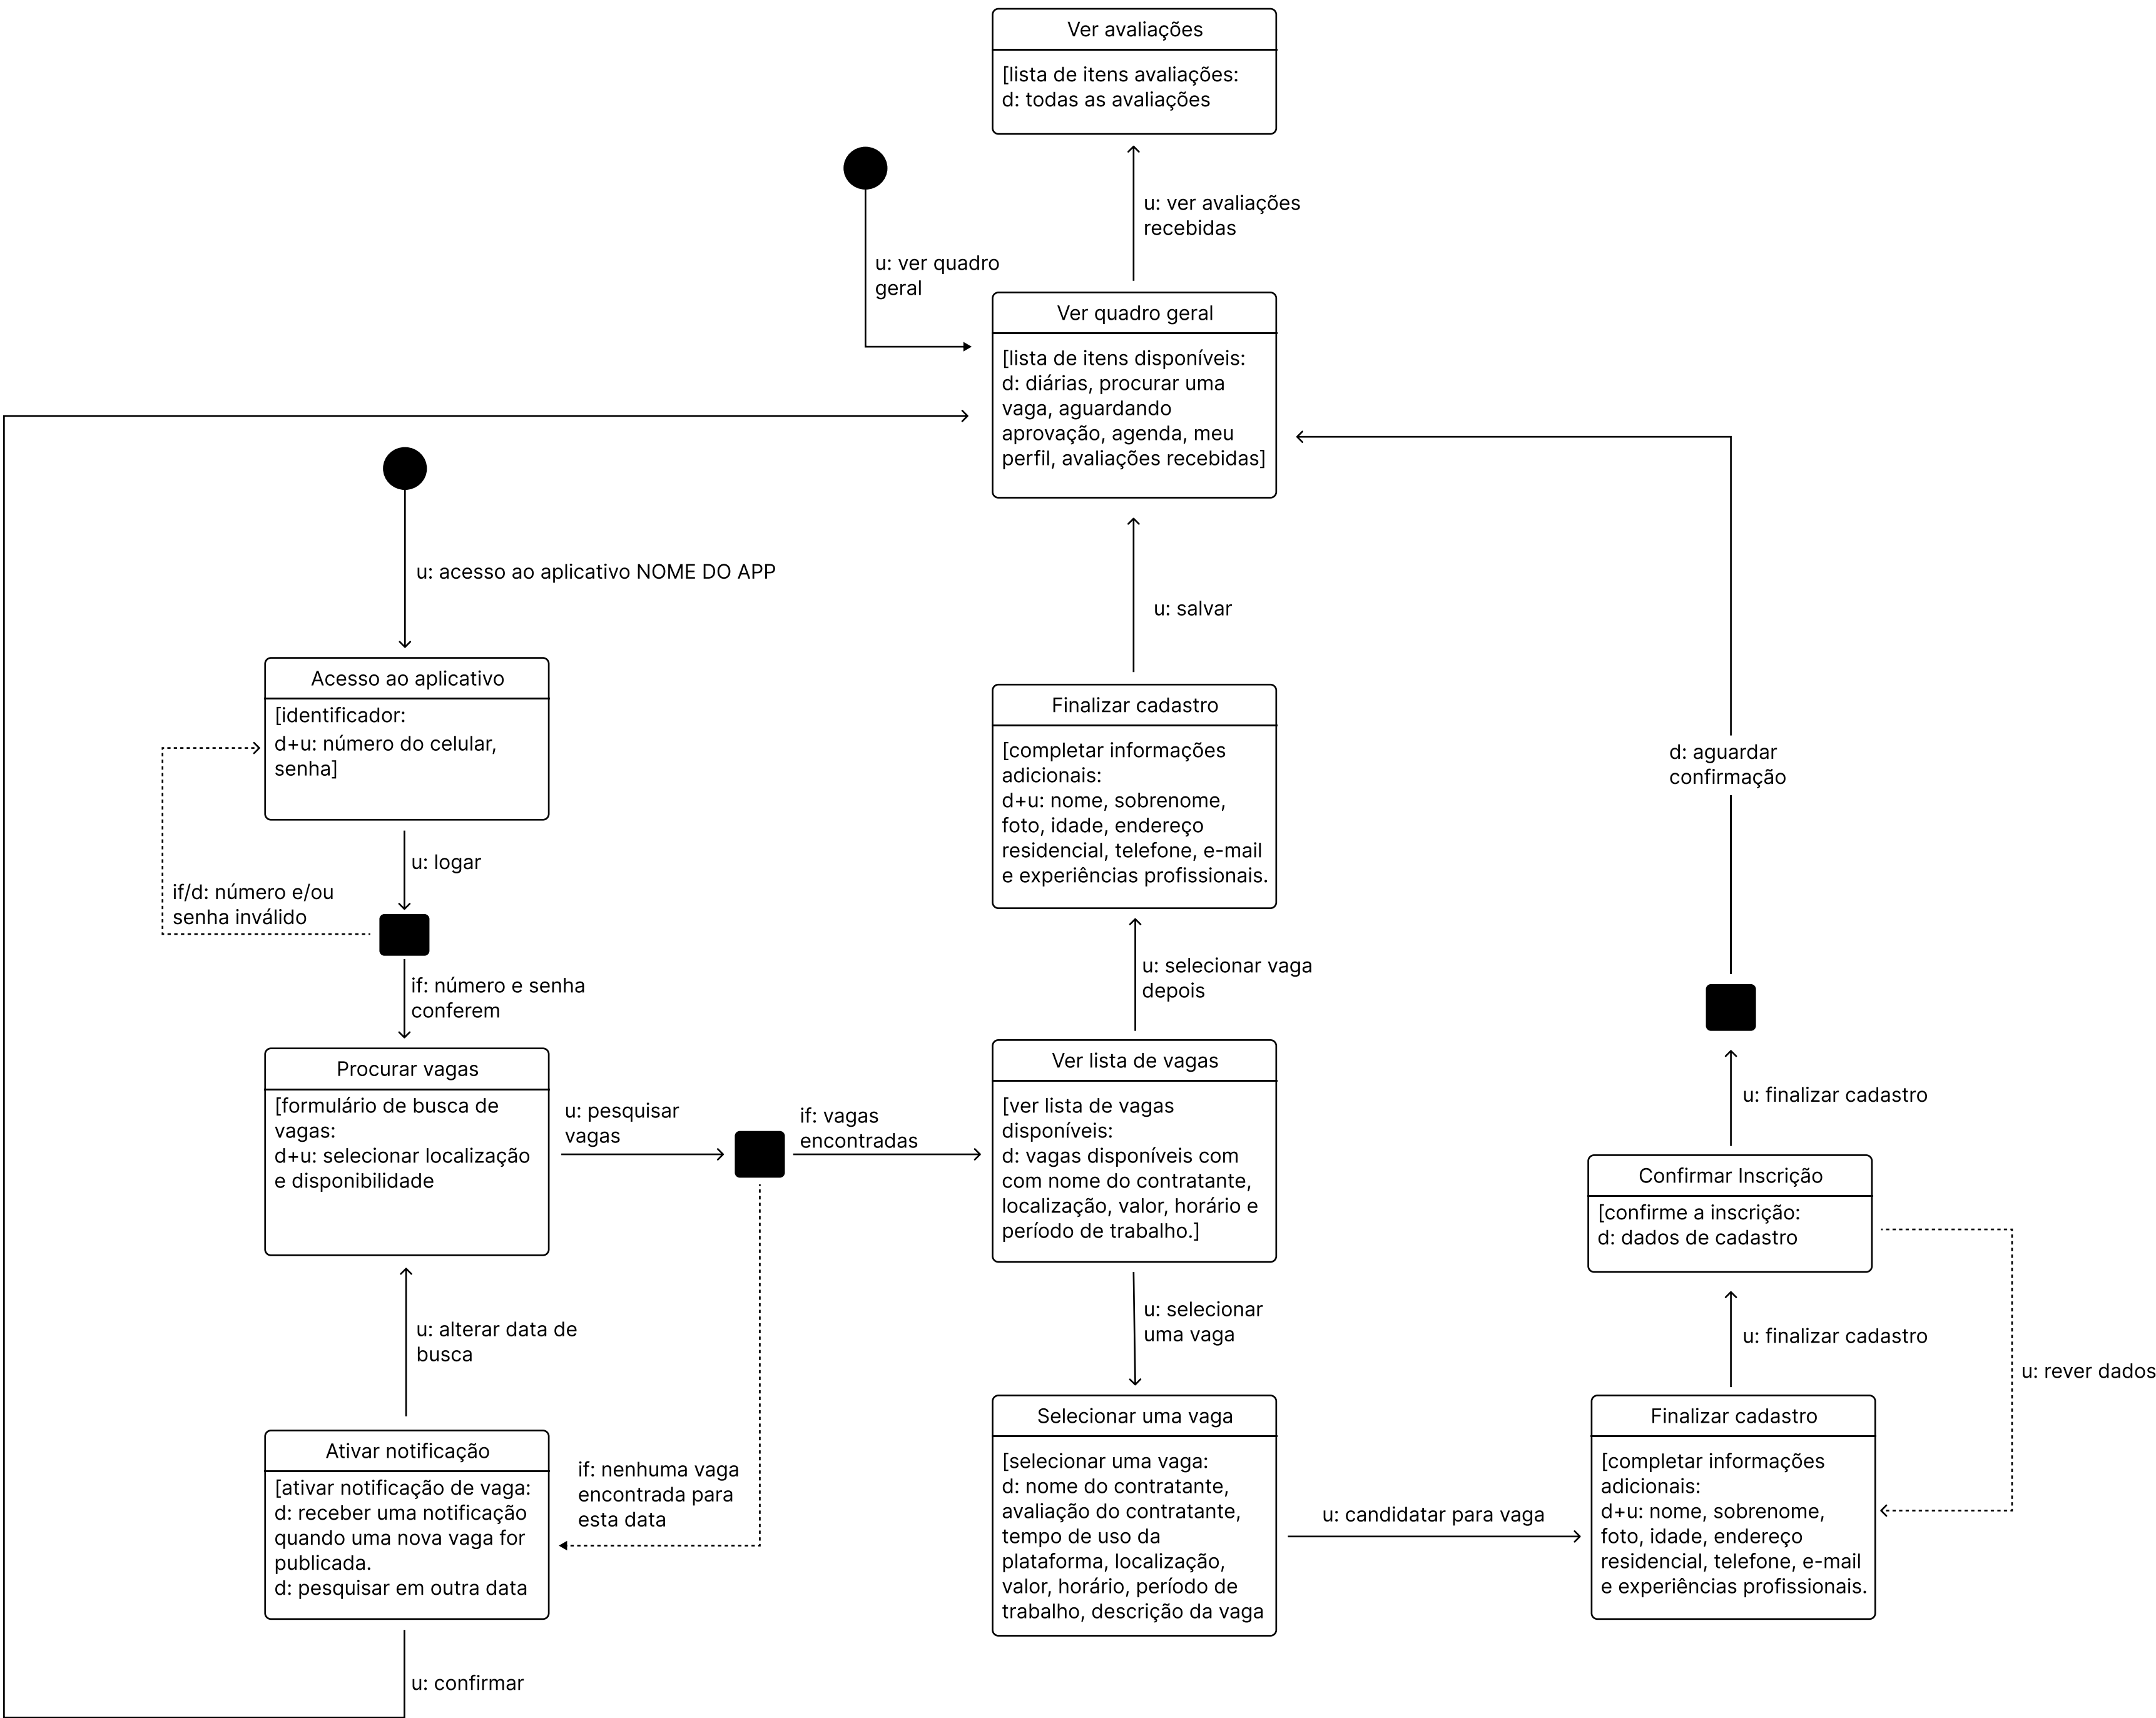 Ver avaliações
[lista de itens avaliações:
d: todas as avaliações
u: ver avaliações
recebidas
u: ver quadro
geral
Ver quadro geral
[lista de itens disponíveis:
d: diárias, procurar uma
vaga, aguardando
aprovação, agenda, meu
perfil, avaliações recebidas]
u: acesso ao aplicativo NOME DO APP
u: salvar
Acesso ao aplicativo
[identificador:
d+u: número do celular,
senha]
u: logar
if/d: número e/ou
senha inválido
if: número e senha
conferem
Finalizar cadastro
[completar informações
adicionais:
d+u: nome, sobrenome,
foto, idade, endereço
residencial, telefone, e-mail
e experiências profissionais.
d: aguardar
confirmação
u: selecionar vaga
depois
Procurar vagas
[formulário de busca de
vagas:
d+u: selecionar localização
e disponibilidade
u: pesquisar
vagas
if: vagas
encontradas
Ver lista de vagas
[ver lista de vagas
disponíveis:
d: vagas disponíveis com
com nome do contratante,
localização, valor, horário e
período de trabalho.]
u: finalizar cadastro
Confirmar Inscrição
[confirme a inscrição:
d: dados de cadastro
u: alterar data de
busca
u: selecionar
uma vaga
u: finalizar cadastro
u: rever dados
Ativar notificação
[ativar notificação de vaga:
d: receber uma notificação
quando uma nova vaga for
publicada.
d: pesquisar em outra data
if: nenhuma vaga
encontrada para
esta data
Selecionar uma vaga
[selecionar uma vaga:
d: nome do contratante,
avaliação do contratante,
tempo de uso da
plataforma, localização,
valor, horário, período de
trabalho, descrição da vaga
u: candidatar para vaga
Finalizar cadastro
[completar informações
adicionais:
d+u: nome, sobrenome,
foto, idade, endereço
residencial, telefone, e-mail
e experiências profissionais.
u: confirmar